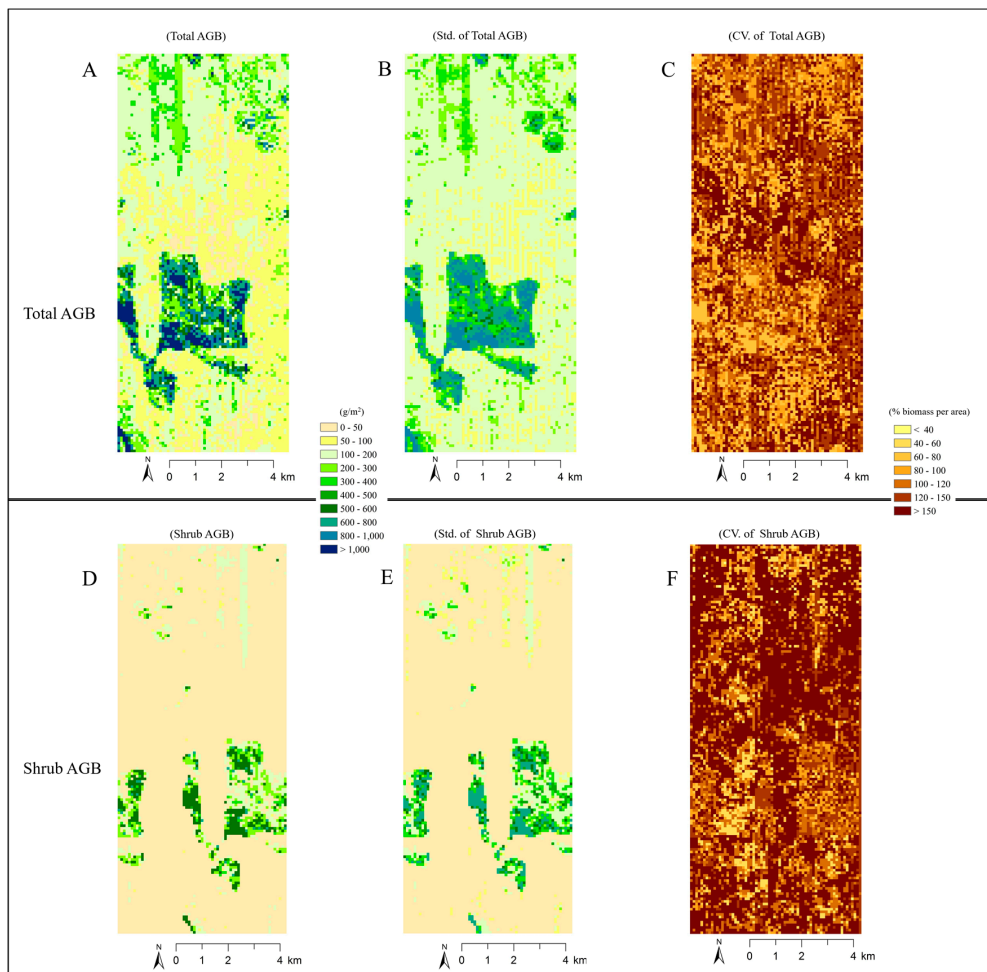 (Total AGB)
(Std. of Total AGB)
(CV. of Total AGB)
A
B
C
Total AGB
(g/m²)
0 - 50
50 - 100
100 - 200
200 - 300
300 - 400
400 - 500
500 - 600
600 - 800
800 - 1,000
> 1,000
(% biomass per area)
< 40
40 - 60
60 - 80
80 - 100
100 - 120
120 - 150
> 150
N
0 1 2 4 km
N
0 1 2 4 km
N
0 1 2 4 km
(Shrub AGB)
(Std. of Shrub AGB)
(CV. of Shrub AGB)
D
E
F
Shrub AGB
N
0 1 2 4 km
N
0 1 2 4 km
N
0 1 2 4 km